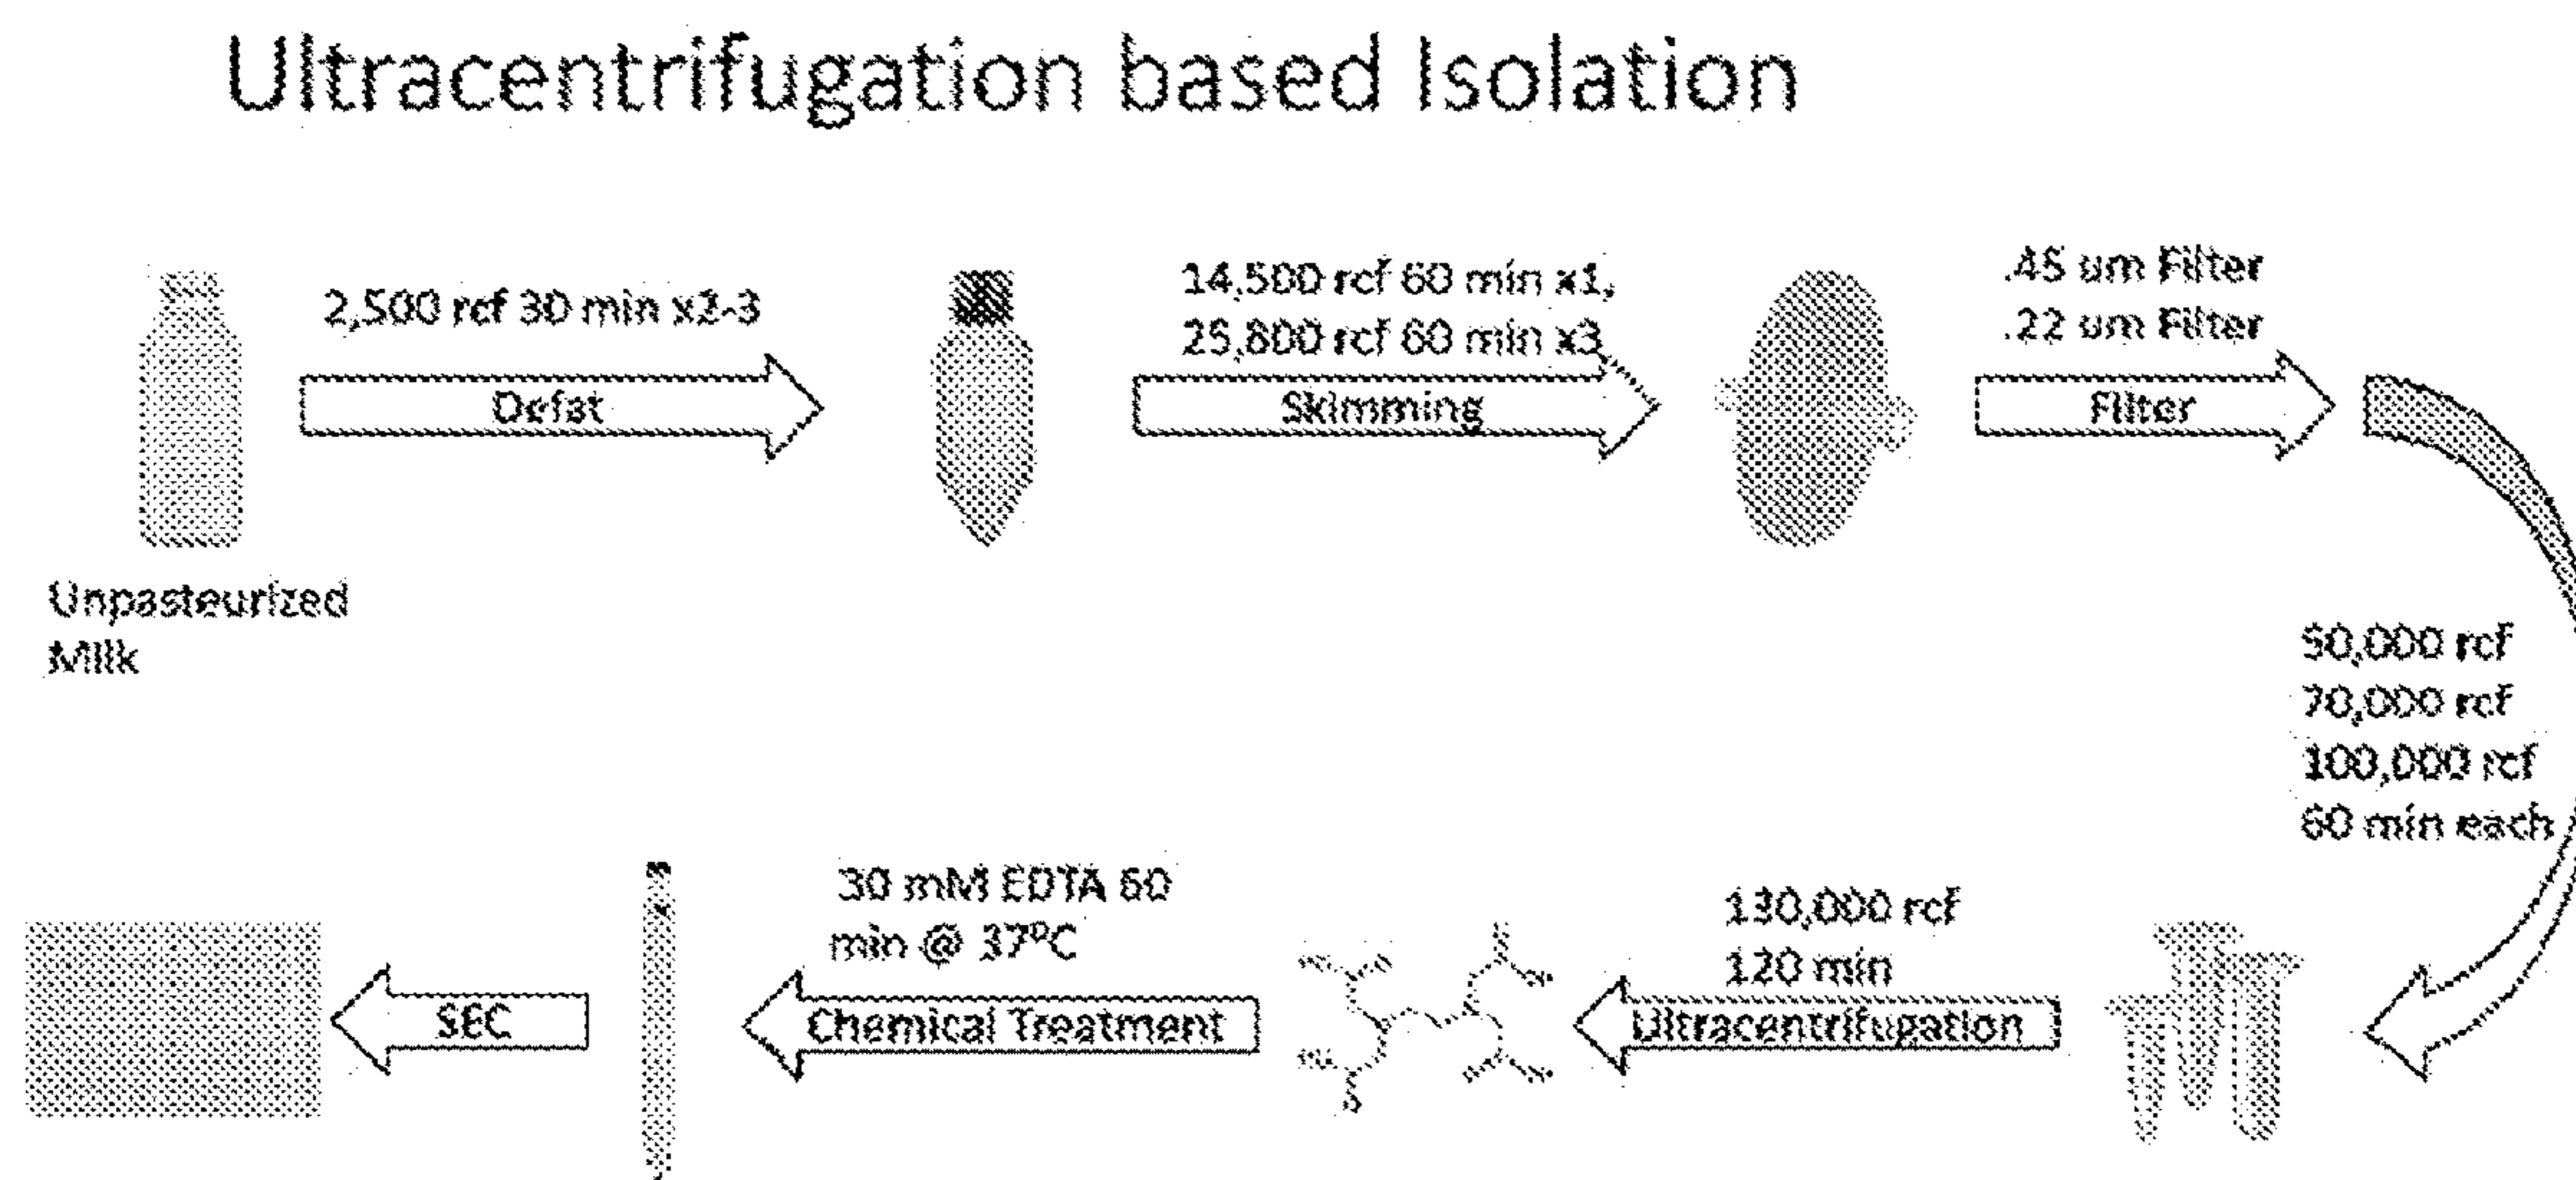 Ultracentrifugation based Isolation
2,500 rcf 30 min x2-3
Defat
14,500 rcf 60 min x1,
25,800 rcf 60 min x3
Skimming
.45 um Filter
.22 um Filter
Filter
Unpasteurized
Milk
50,000 rcf
70,000 rcf
100,000 rcf
60 min each
130,000 rcf
120 min
Ultracentrifugation
30 mM EDTA 60
min @ 37⁰C
Chemical Treatment
SEC